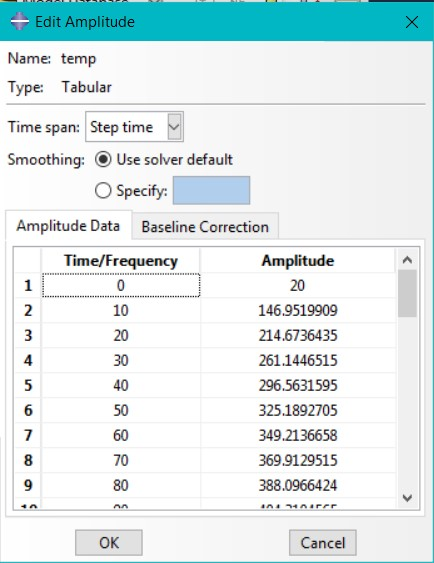 Edit Amplitude
Name: temp
Type: Tabular
Time span: Step time
Smoothing: Use solver default
Specify:
Amplitude Data Baseline Correction
Time/Frequency Amplitude
1 0 20
2 10 146.9519909
3 20 214.6736435
4 30 261.1446515
5 40 296.5631595
6 50 325.1892705
7 60 349.2136658
8 70 369.9129515
9 80 388.0966424
OK Cancel